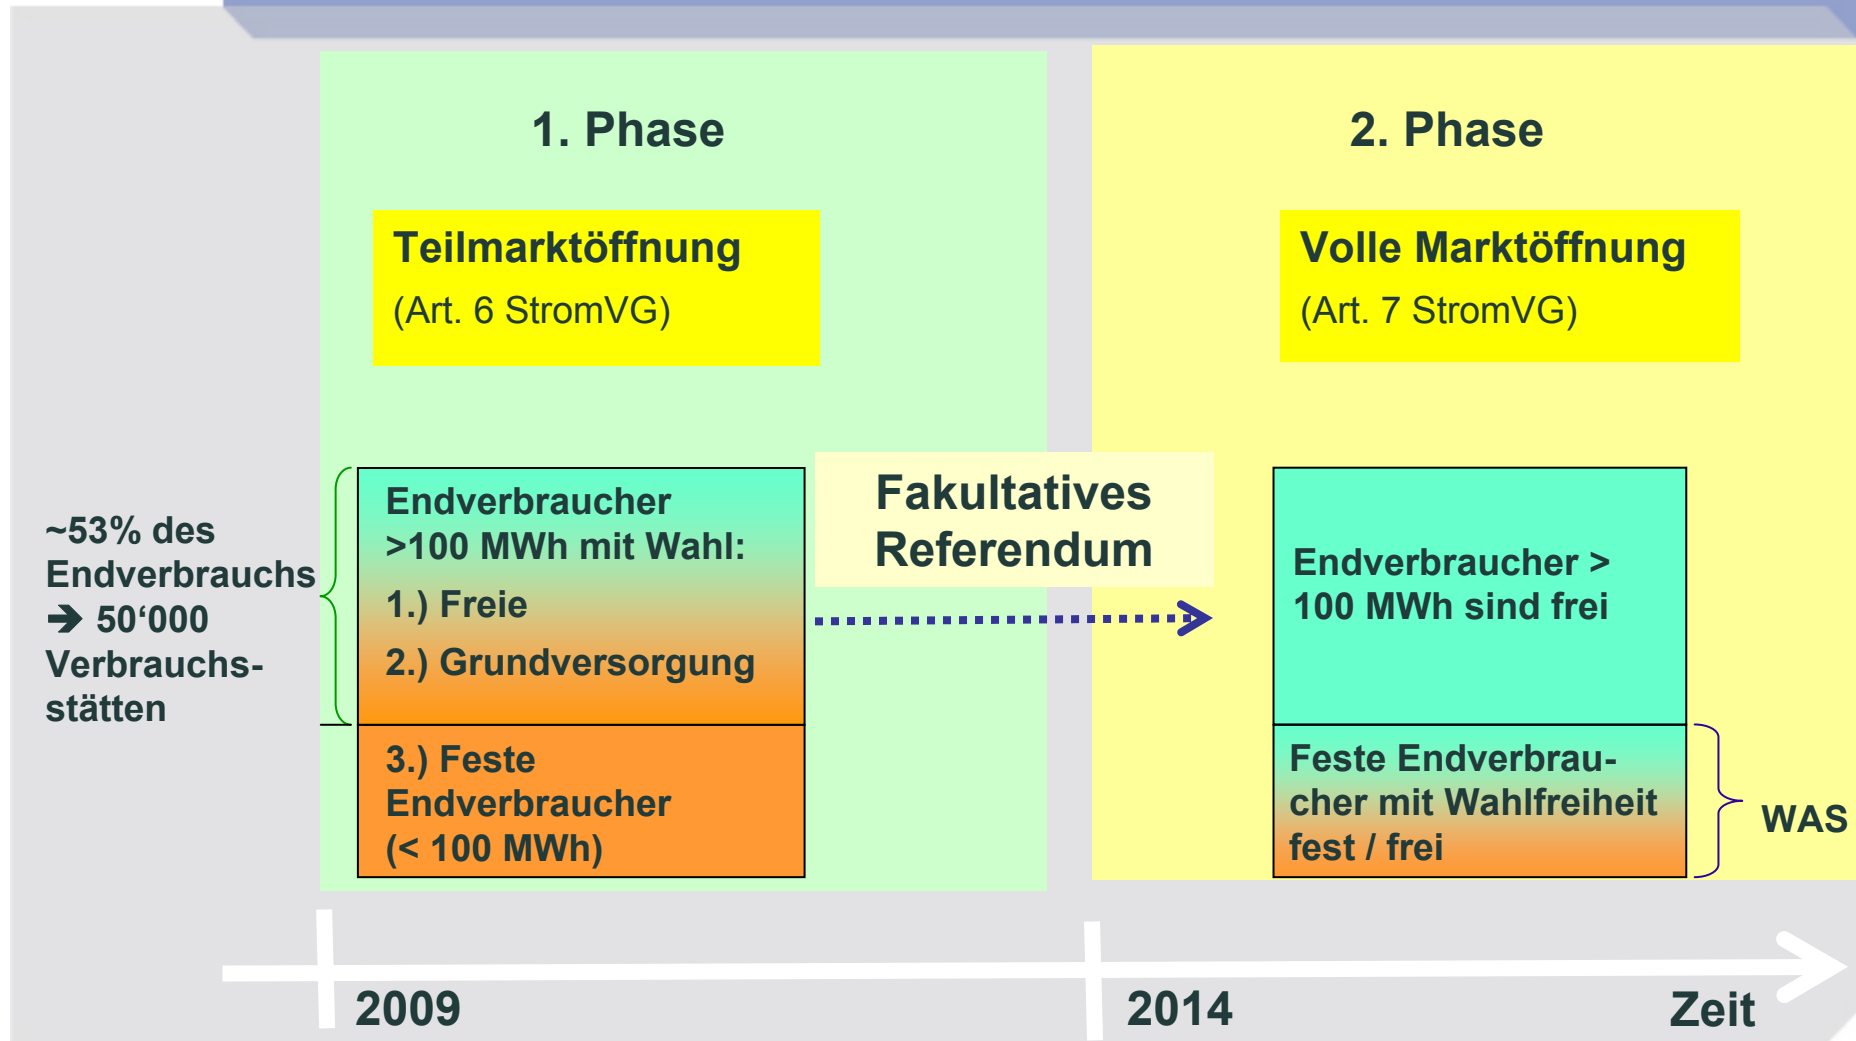 1. Phase
Teilmarktöffnung
(Art. 6 StromVG)
2. Phase
Volle Marktöffnung
(Art. 7 StromVG)
~53% des
Endverbrauchs
➔ 50‘000
Verbrauchs-
stätten
Endverbraucher
>100 MWh mit Wahl:
1.) Freie
2.) Grundversorgung
3.) Feste
Endverbraucher
(< 100 MWh)
Fakultatives
Referendum
Endverbraucher >
100 MWh sind frei
Feste Endverbrau-
cher mit Wahlfreiheit
fest / frei
WAS
2009
2014
Zeit